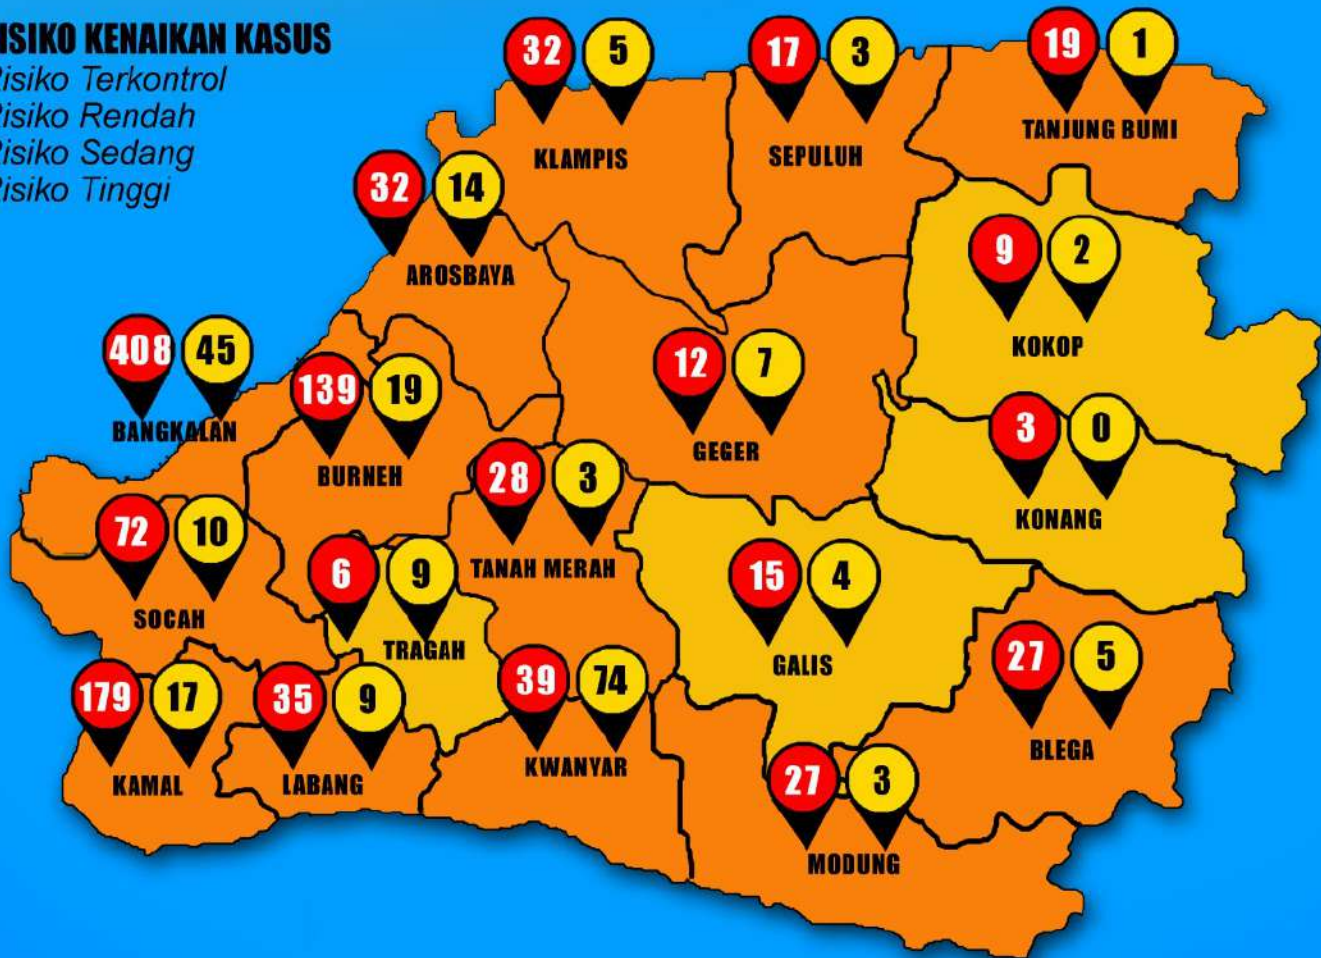 ISIKO KENAIKAN KASUS
isiko Terkontrol
isiko Rendah
isiko Sedang
isiko Tinggi
32 5
KLAMPIS
17 3
SEPULUH
19 1
TANJUNG BUMI
32 14
AROSBAYA
9 2
KOKOP
408 45
BANGKALAN
139 19
BURNEH
12 7
GEGER
3 0
KONANG
28 3
TANAH MERAH
72 10
SOCAH
6 9
TRAGAH
15 4
GALIS
27 5
BLEGA
179 17
KAMAL
35 9
LABANG
39 74
KWANYAR
27 3
MODUNG